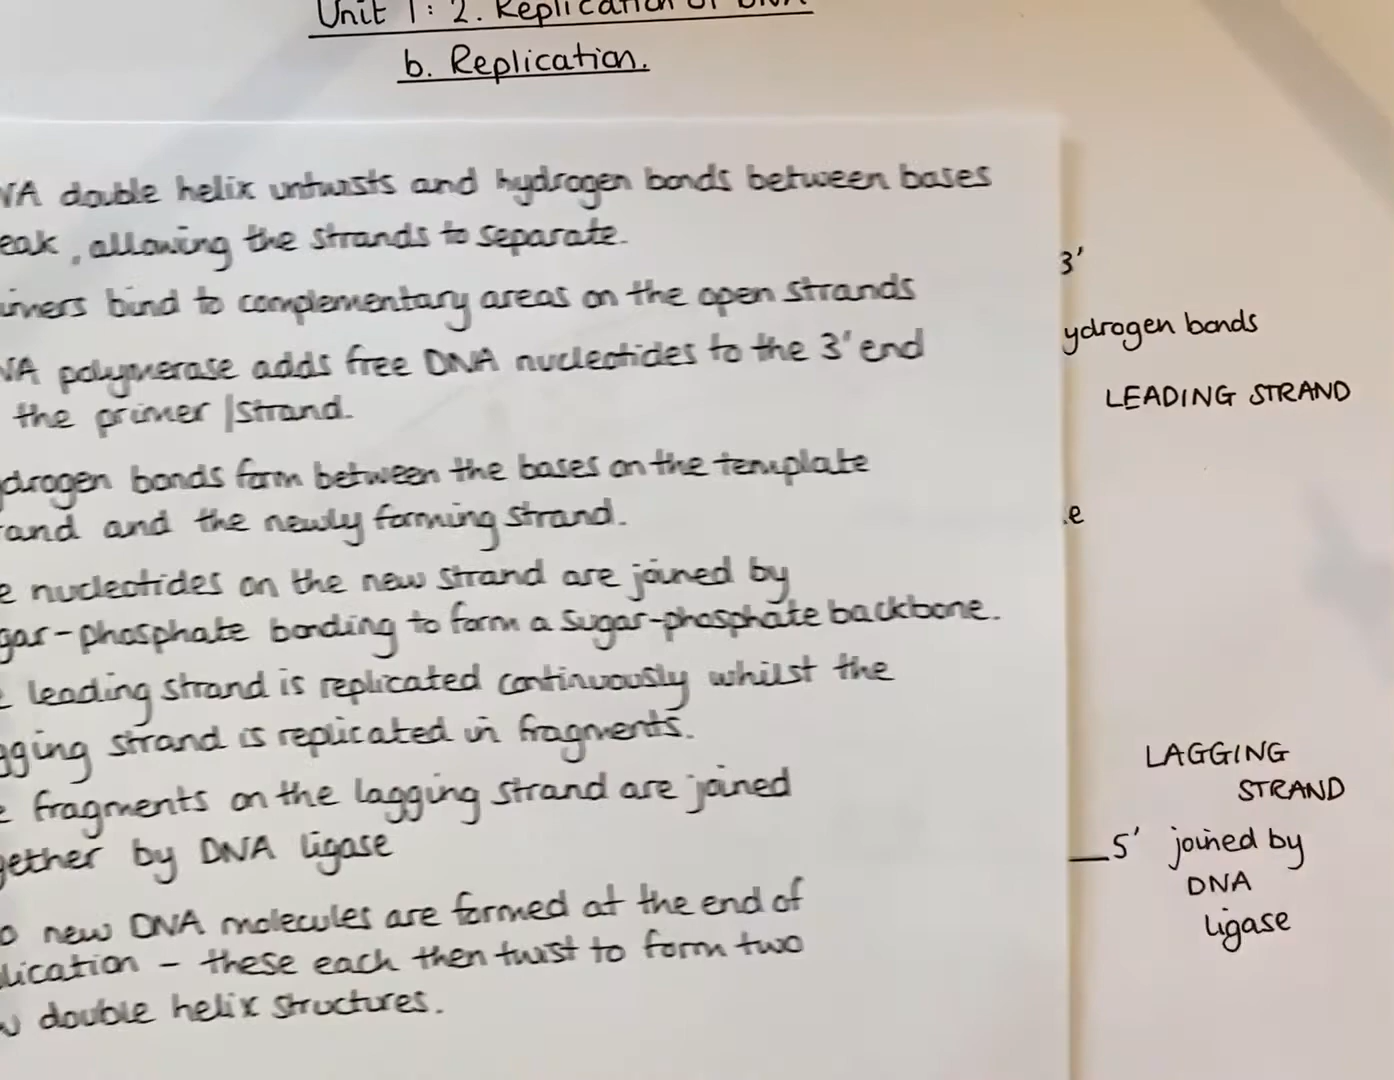 Unit 1: 2. Replication of DNA
b. Replication.
NA double helix untwists and hydrogen bonds between bases
eak, allowing the strands to separate.
imers bind to complementary areas on the open strands
NA polymerase adds free DNA nucleotides to the 3' end
the primer/strand.
drogen bonds form between the bases on the template
rand and the newly forming strand.
e nucleotides on the new strand are joined by
gar-phosphate bonding to form a sugar-phosphate backbone.
e leading strand is replicated continuously whilst the
gging strand is replicated in fragments.
e fragments on the lagging strand are joined
gether by DNA ligase
o new DNA molecules are formed at the end of
lication - these each then twist to form two
w double helix structures.
3'
ydrogen bonds
LEADING STRAND
e
LAGGING
STRAND
5' joined by
DNA
ligase